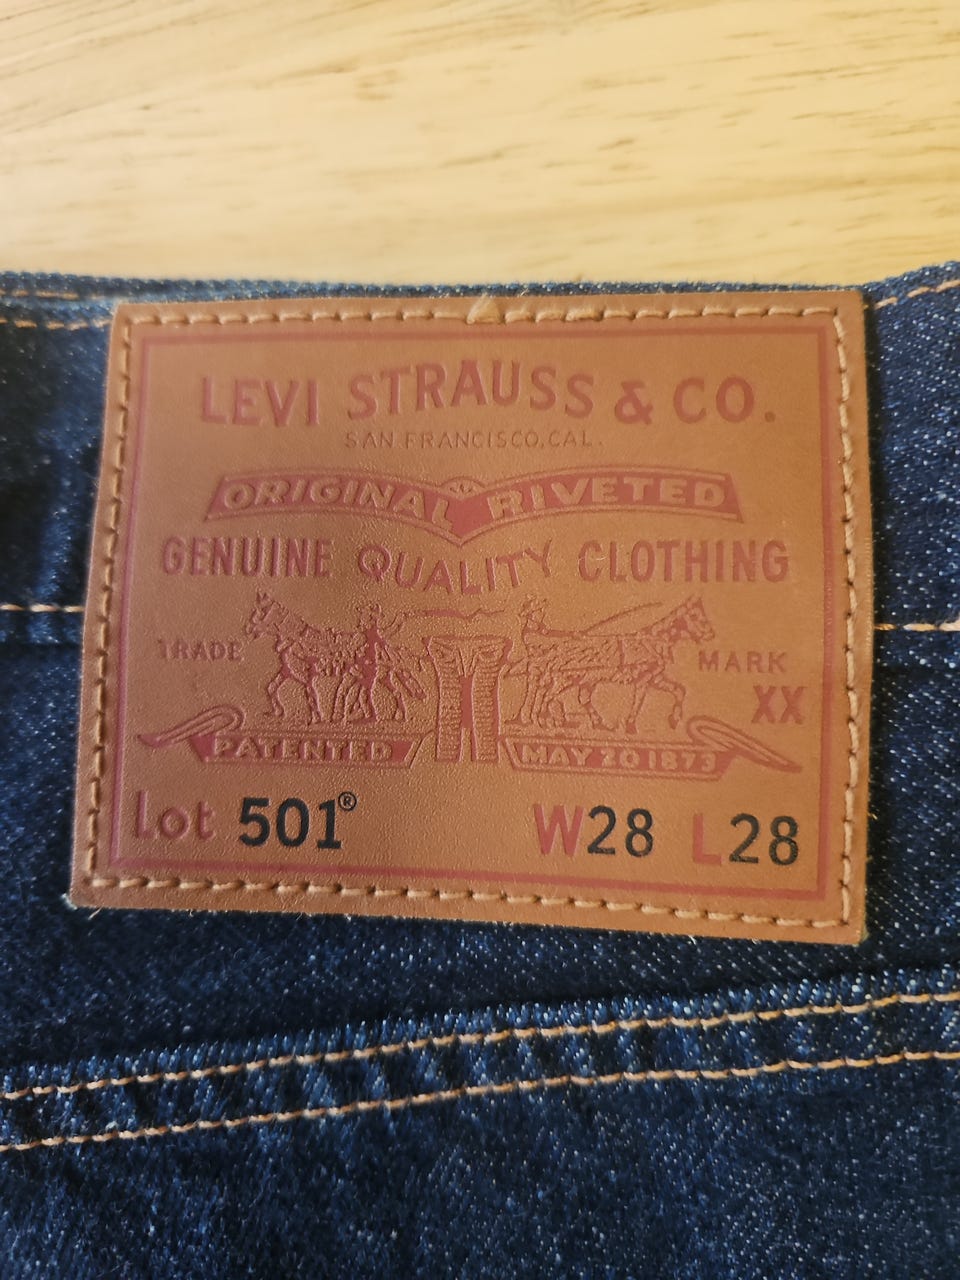 LEVI STRAUSS & CO.
SAN FRANCISCO, CAL.
ORIGINAL RIVETED
GENUINE QUALITY CLOTHING
TRADE MARK
XX
PATENTED MAY 20 1873
Lot 501® W28 L28